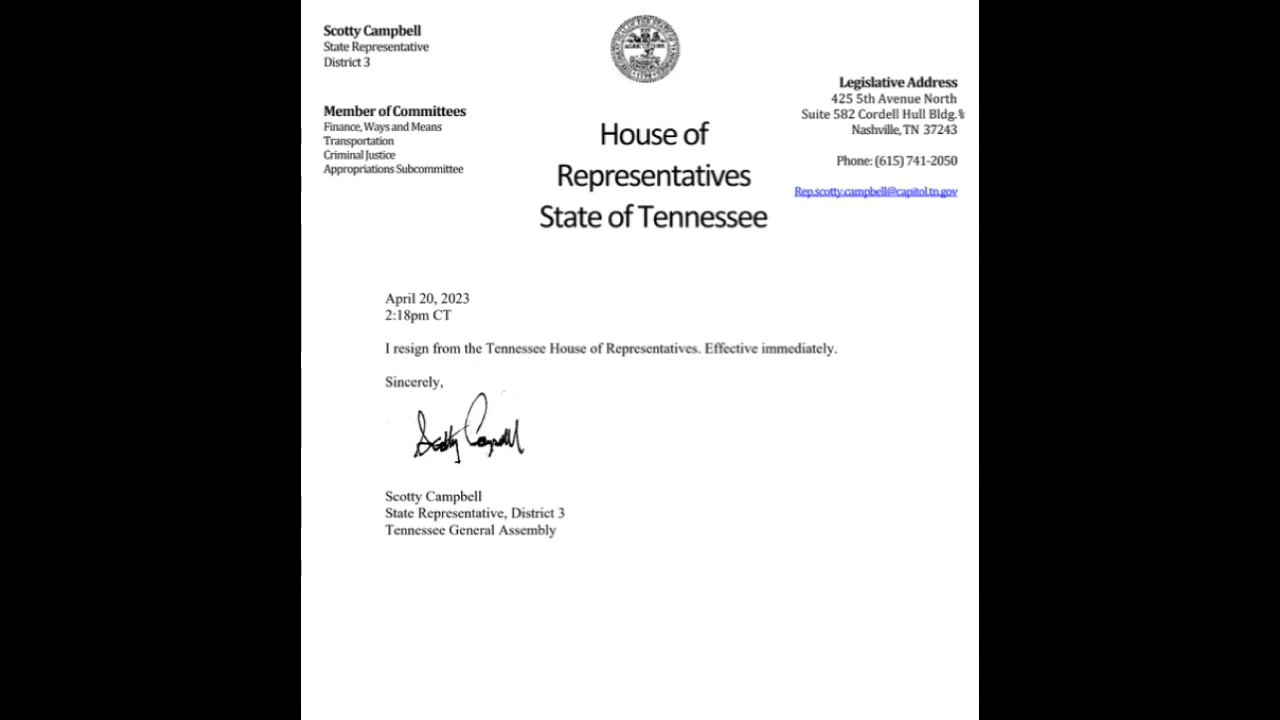 Scotty Campbell
State Representative
District 3
Member of Committees
Finance, Ways and Means
Transportation
Criminal Justice
Appropriations Subcommittee
AGRICULTURE
House of
Representatives
State of Tennessee
Legislative Address
425 5th Avenue North
Suite 582 Cordell Hull Bldg.
Nashville, TN 37243
Phone: (615) 741-2050
Rep.scotty.campbell@capitol.tn.gov
April 20, 2023
2:18pm CT
I resign from the Tennessee House of Representatives. Effective immediately.
Sincerely,
Scotty Campbell
Scotty Campbell
State Representative, District 3
Tennessee General Assembly